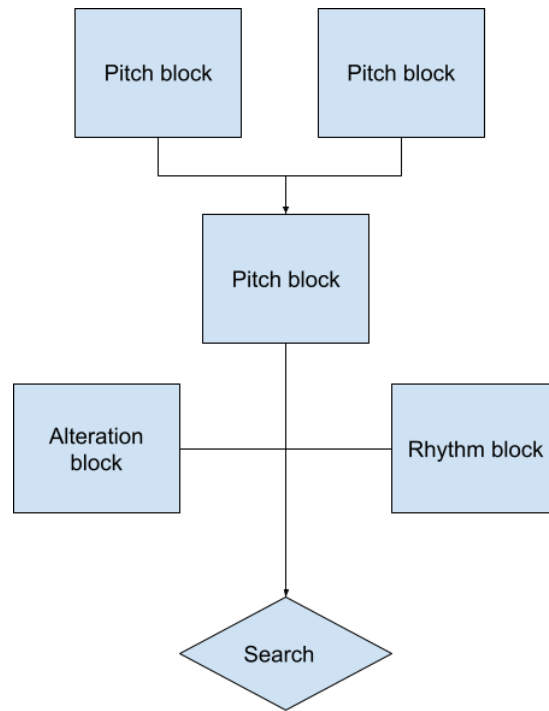 Pitch block
Pitch block
Pitch block
Alteration
block
Rhythm block
Search